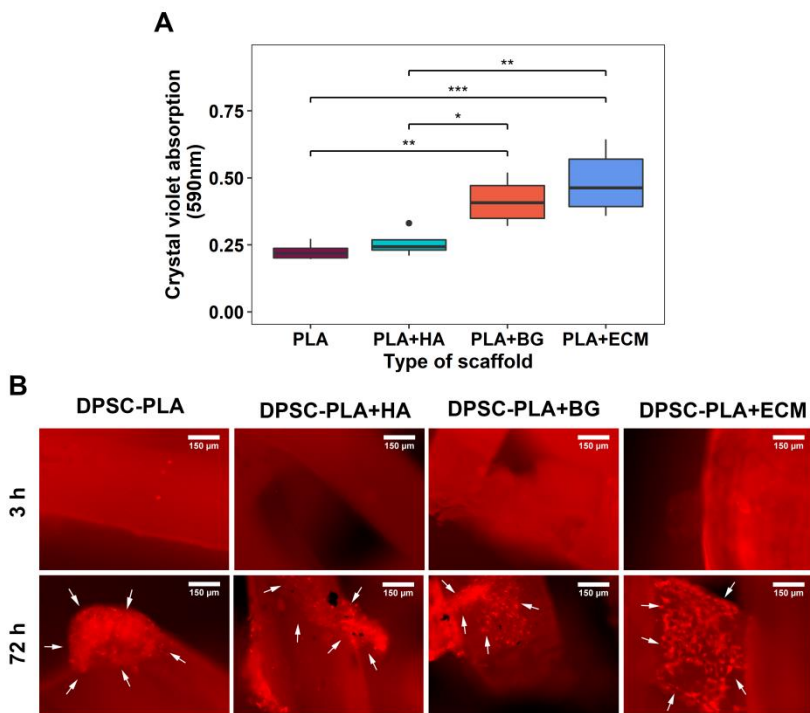 A
Crystal violet absorption
(590nm)
0.75
0.50
0.25
0.00
**
***
*
**
PLA
PLA+HA
PLA+BG
PLA+ECM
Type of scaffold
B
DPSC-PLA
DPSC-PLA+HA
DPSC-PLA+BG
DPSC-PLA+ECM
3 h
150 µm
150 µm
150 µm
150 µm
72 h
150 µm
150 µm
150 µm
150 µm